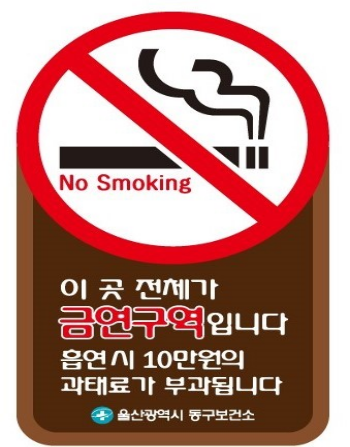 No Smoking
이 곳 전체가
금연구역입니다
흡연 시 10만원의
과태료가 부과됩니다
울산광역시 동구보건소